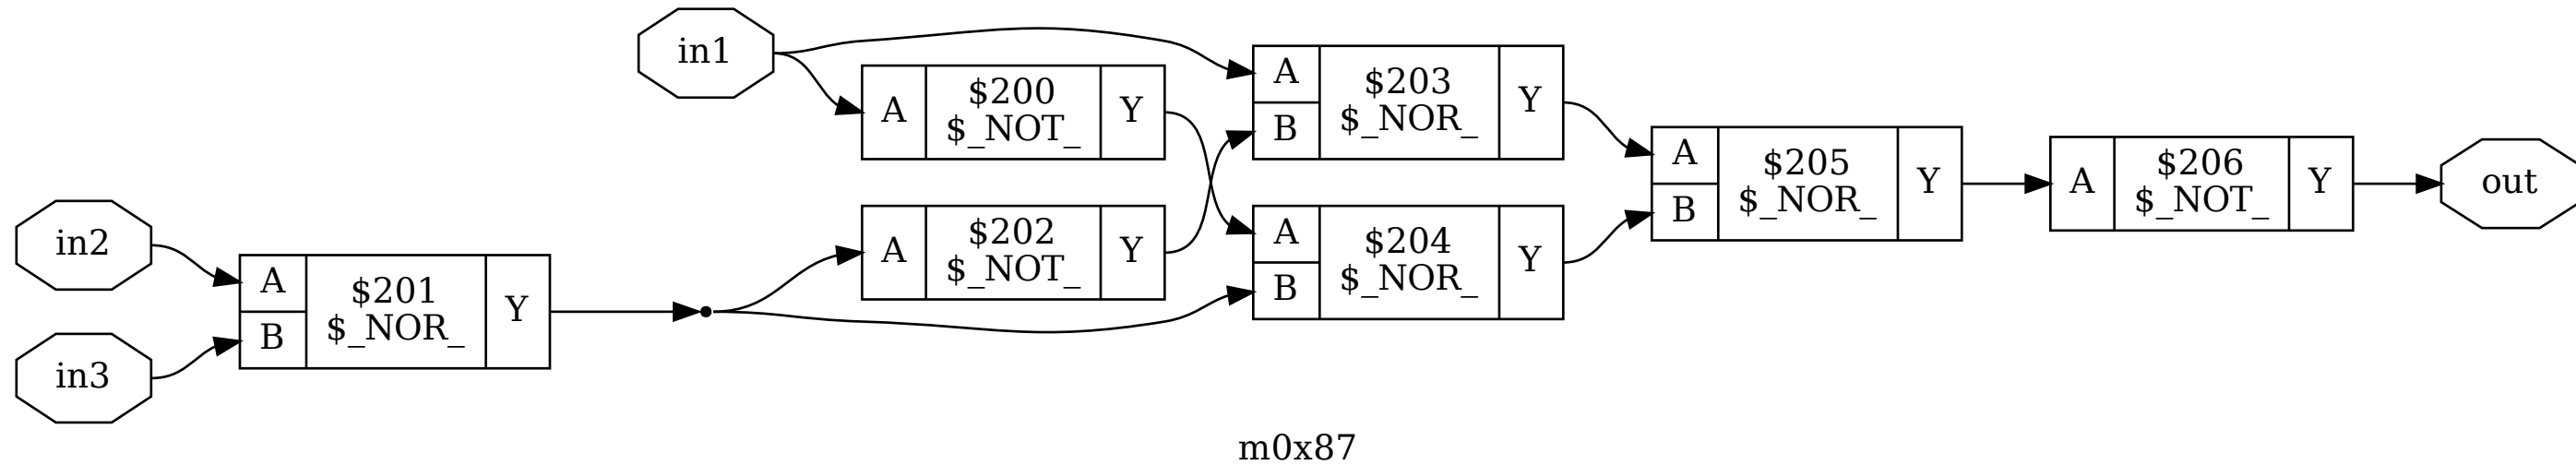 in1
A
$200
$_NOT_
Y
A
B
$203
$_NOR_
Y
in2
in3
A
B
$201
$_NOR_
Y
A
$202
$_NOT_
Y
A
B
$204
$_NOR_
Y
A
B
$205
$_NOR_
Y
A
$206
$_NOT_
Y
out
m0x87